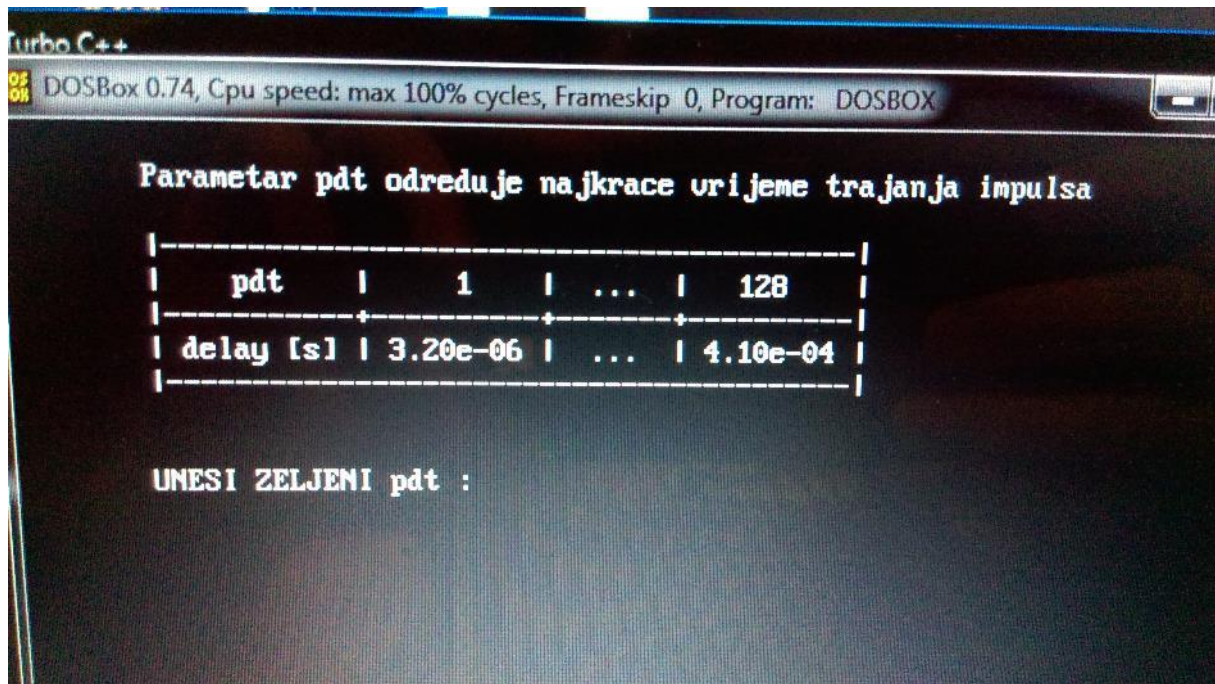 Turbo C++
DOSBox 0.74, Cpu speed: max 100% cycles, Frameskip 0, Program: DOSBOX
Parametar pdt odreduje najkrace vrijeme trajanja impulsa
|----------------------------------------|
| pdt | 1 | ... | 128 |
|-----------+----------+-------+----------|
| delay [s] | 3.20e-06 | ... | 4.10e-04 |
|----------------------------------------|
UNESI ZELJENI pdt :